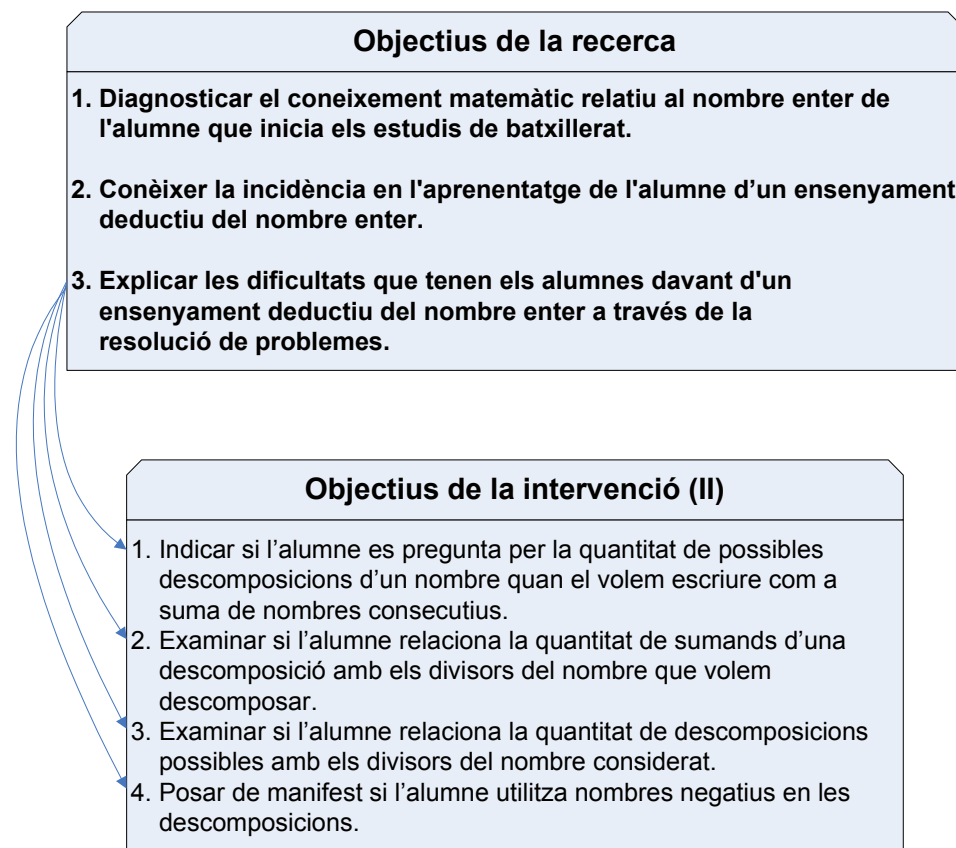 Objectius de la recerca
1. Diagnosticar el coneixement matemàtic relatiu al nombre enter de
l'alumne que inicia els estudis de batxillerat.
2. Conèixer la incidència en l'aprenentatge de l'alumne d’un ensenyament
deductiu del nombre enter.
3. Explicar les dificultats que tenen els alumnes davant d'un
ensenyament deductiu del nombre enter a través de la
resolució de problemes.
Objectius de la intervenció (II)
1. Indicar si l’alumne es pregunta per la quantitat de possibles
descomposicions d’un nombre quan el volem escriure com a
suma de nombres consecutius.
2. Examinar si l’alumne relaciona la quantitat de sumands d’una
descomposició amb els divisors del nombre que volem
descomposar.
3. Examinar si l’alumne relaciona la quantitat de descomposicions
possibles amb els divisors del nombre considerat.
4. Posar de manifest si l’alumne utilitza nombres negatius en les
descomposicions.